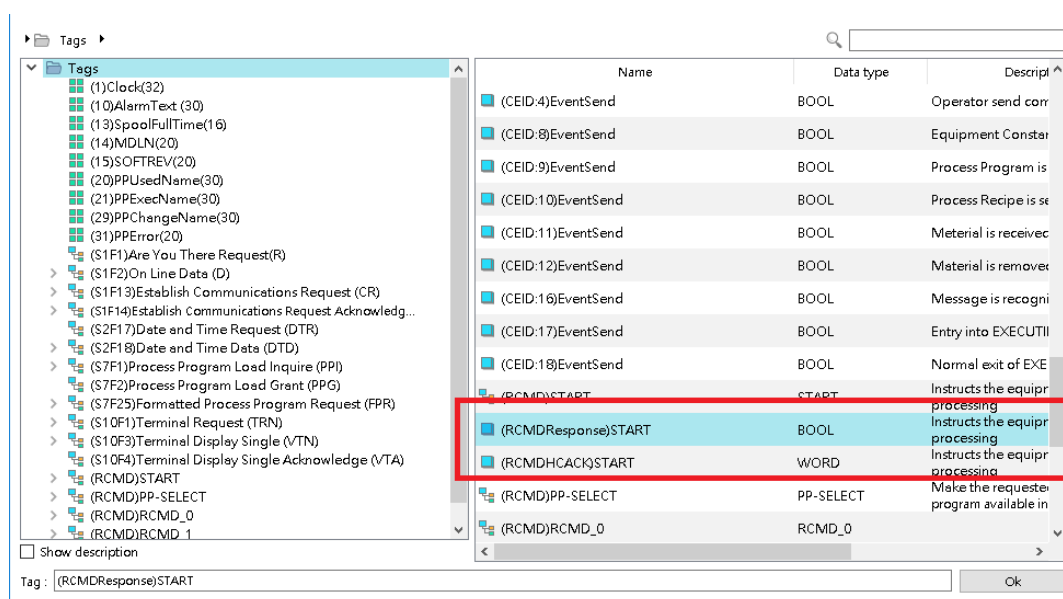 Tags
Tags
(1)Clock(32)
(10)AlarmText (30)
(13)SpoolFullTime(16)
(14)MDLN(20)
(15)SOFTREV(20)
(20)PPUsedName(30)
(21)PPExecName(30)
(29)PPChangeName(30)
(31)PPError(20)
(S1F1)Are You There Request(R)
(S1F2)On Line Data (D)
(S1F13)Establish Communications Request (CR)
(S1F14)Establish Communications Request Acknowledg...
(S2F17)Date and Time Request (DTR)
(S2F18)Date and Time Data (DTD)
(S7F1)Process Program Load Inquire (PPI)
(S7F2)Process Program Load Grant (PPG)
(S7F25)Formatted Process Program Request (FPR)
(S10F1)Terminal Request (TRN)
(S10F3)Terminal Display Single (VTN)
(S10F4)Terminal Display Single Acknowledge (VTA)
(RCMD)START
(RCMD)PP-SELECT
(RCMD)RCMD_0
(RCMD)RCMD_1
Show description
Name Data type Descript
(CEID:4)EventSend BOOL Operator send com
(CEID:8)EventSend BOOL Equipment Constar
(CEID:9)EventSend BOOL Process Program is
(CEID:10)EventSend BOOL Process Recipe is se
(CEID:11)EventSend BOOL Meterial is received
(CEID:12)EventSend BOOL Material is removed
(CEID:16)EventSend BOOL Message is recogni
(CEID:17)EventSend BOOL Entry into EXECUTI
(CEID:18)EventSend BOOL Normal exit of EXE
(RCMD)START START Instructs the equipr
processing
(RCMDResponse)START BOOL Instructs the equipr
processing
(RCMDHCACK)START WORD Instructs the equipr
processing
(RCMD)PP-SELECT PP-SELECT Make the requested
program available in
(RCMD)RCMD_0 RCMD_0
Tag : (RCMDResponse)START Ok